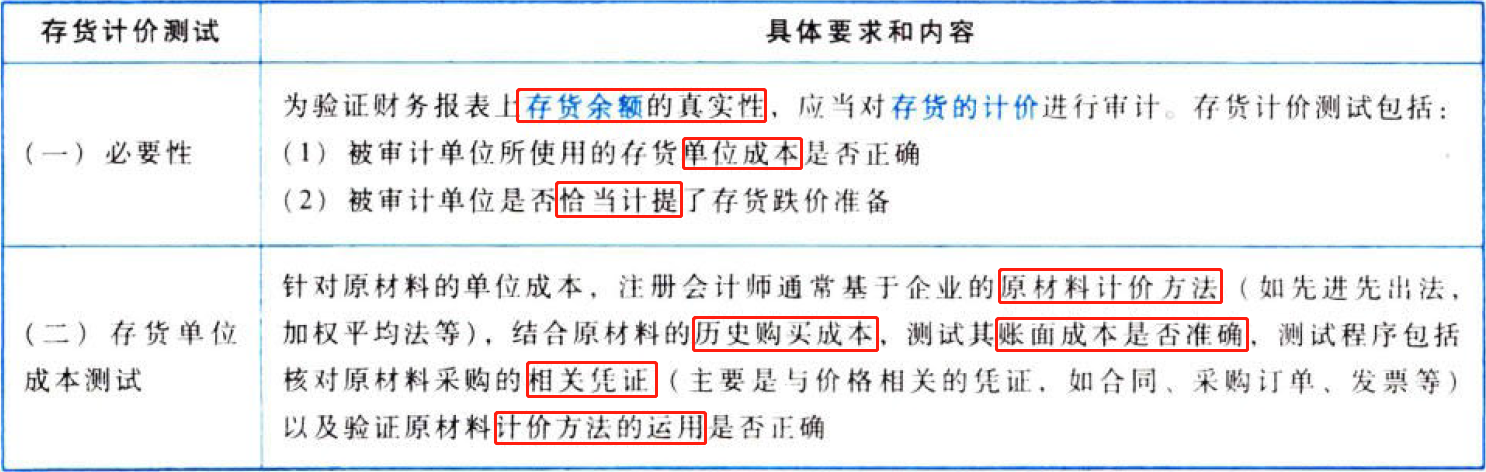 存货计价测试
具体要求和内容
(一)必要性
为验证财务报表上存货余额的真实性，应当对存货的计价进行审计。存货计价测试包括：
(1)被审计单位所使用的存货单位成本是否正确
(2)被审计单位是否恰当计提了存货跌价准备
(二)存货单位
成本测试
针对原材料的单位成本，注册会计师通常基于企业的原材料计价方法(如先进先出法，
加权平均法等)，结合原材料的历史购买成本，测试其账面成本是否准确，测试程序包括
核对原材料采购的相关凭证(主要是与价格相关的凭证，如合同、采购订单、发票等)
以及验证原材料计价方法的运用是否正确